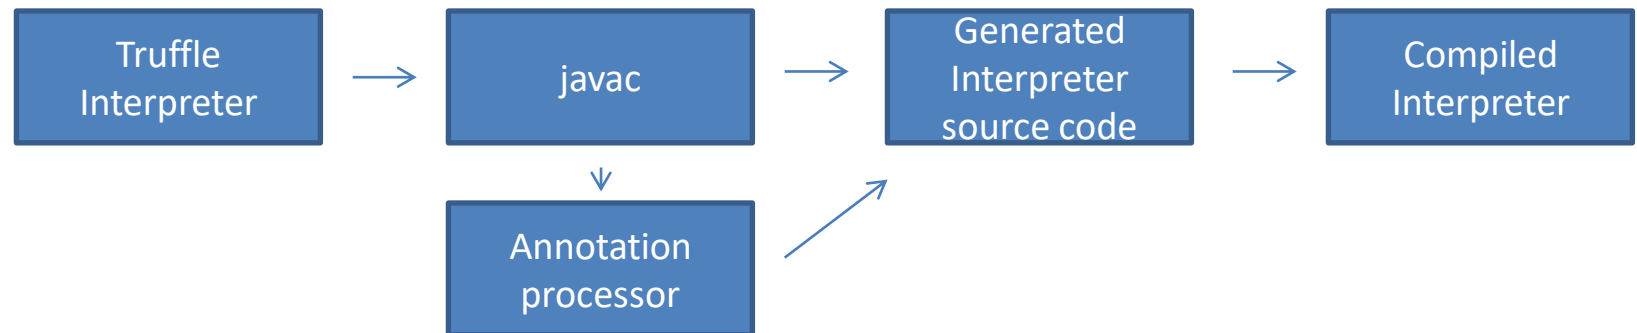 Truffle
Interpreter
javac
Generated
Interpreter
source code
Compiled
Interpreter
Annotation
processor